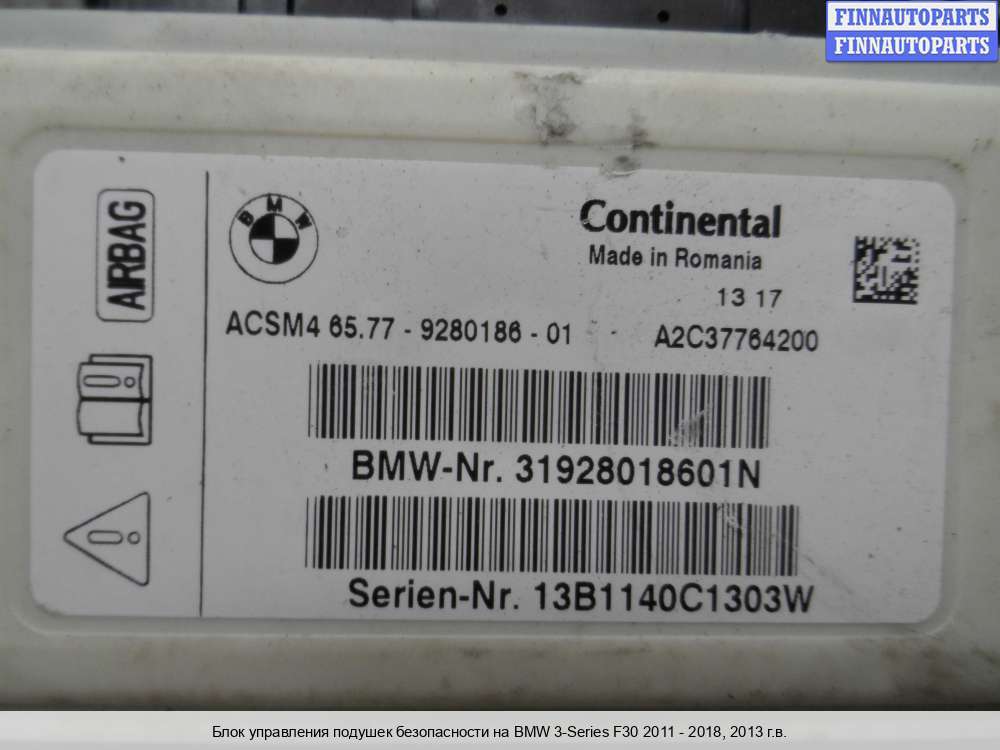 FINNAUTOPARTS
FINNAUTOPARTS
AIRBAG
BMW
Continental
Made in Romania
13 17
ACSM4 65.77 - 9280186 - 01 A2C37764200
BMW-Nr. 31928018601N
Serien-Nr. 13B1140C1303W
Блок управления подушек безопасности на BMW 3-Series F30 2011 - 2018, 2013 г.в.